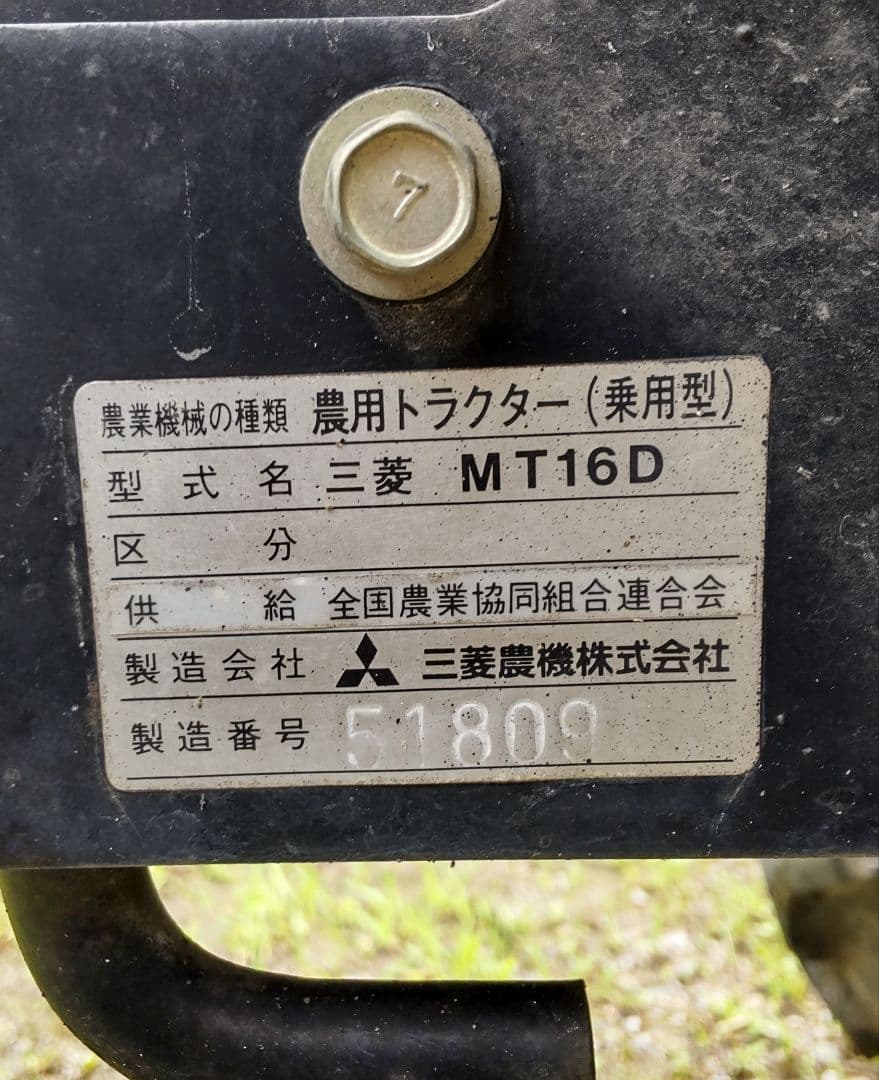 7
農業機械の種類 農用トラクター(乗用型)
型式名 三菱 MT16D
区分
供給 全国農業協同組合連合会
製造会社 三菱農機株式会社
製造番号 51809